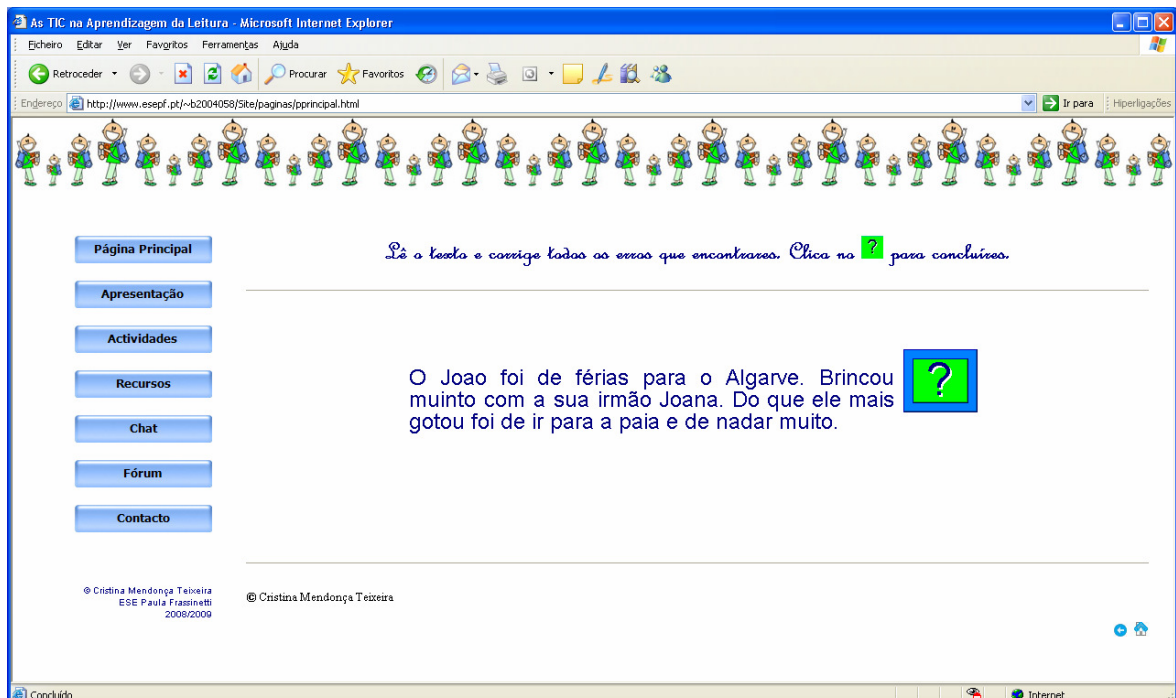 As TIC na Aprendizagem da Leitura - Microsoft Internet Explorer
Ficheiro Editar Ver Favoritos Ferramentas Ajuda
Retroceder Procurar Favoritos
Endereço http://www.esepf.pt/~b2004058/Site/paginas/pprincipal.html Ir para Hiperligações
Página Principal
Apresentação
Actividades
Recursos
Chat
Fórum
Contacto
© Cristina Mendonça Teixeira
ESE Paula Frassinetti
2008/2009
Lê o texto e corrige todos os erros que encontrares. Clica no ? para concluíres.
O Joao foi de férias para o Algarve. Brincou
muinto com a sua irmão Joana. Do que ele mais
gotou foi de ir para a paia e de nadar muito.
?
© Cristina Mendonça Teixeira
Concluído Internet